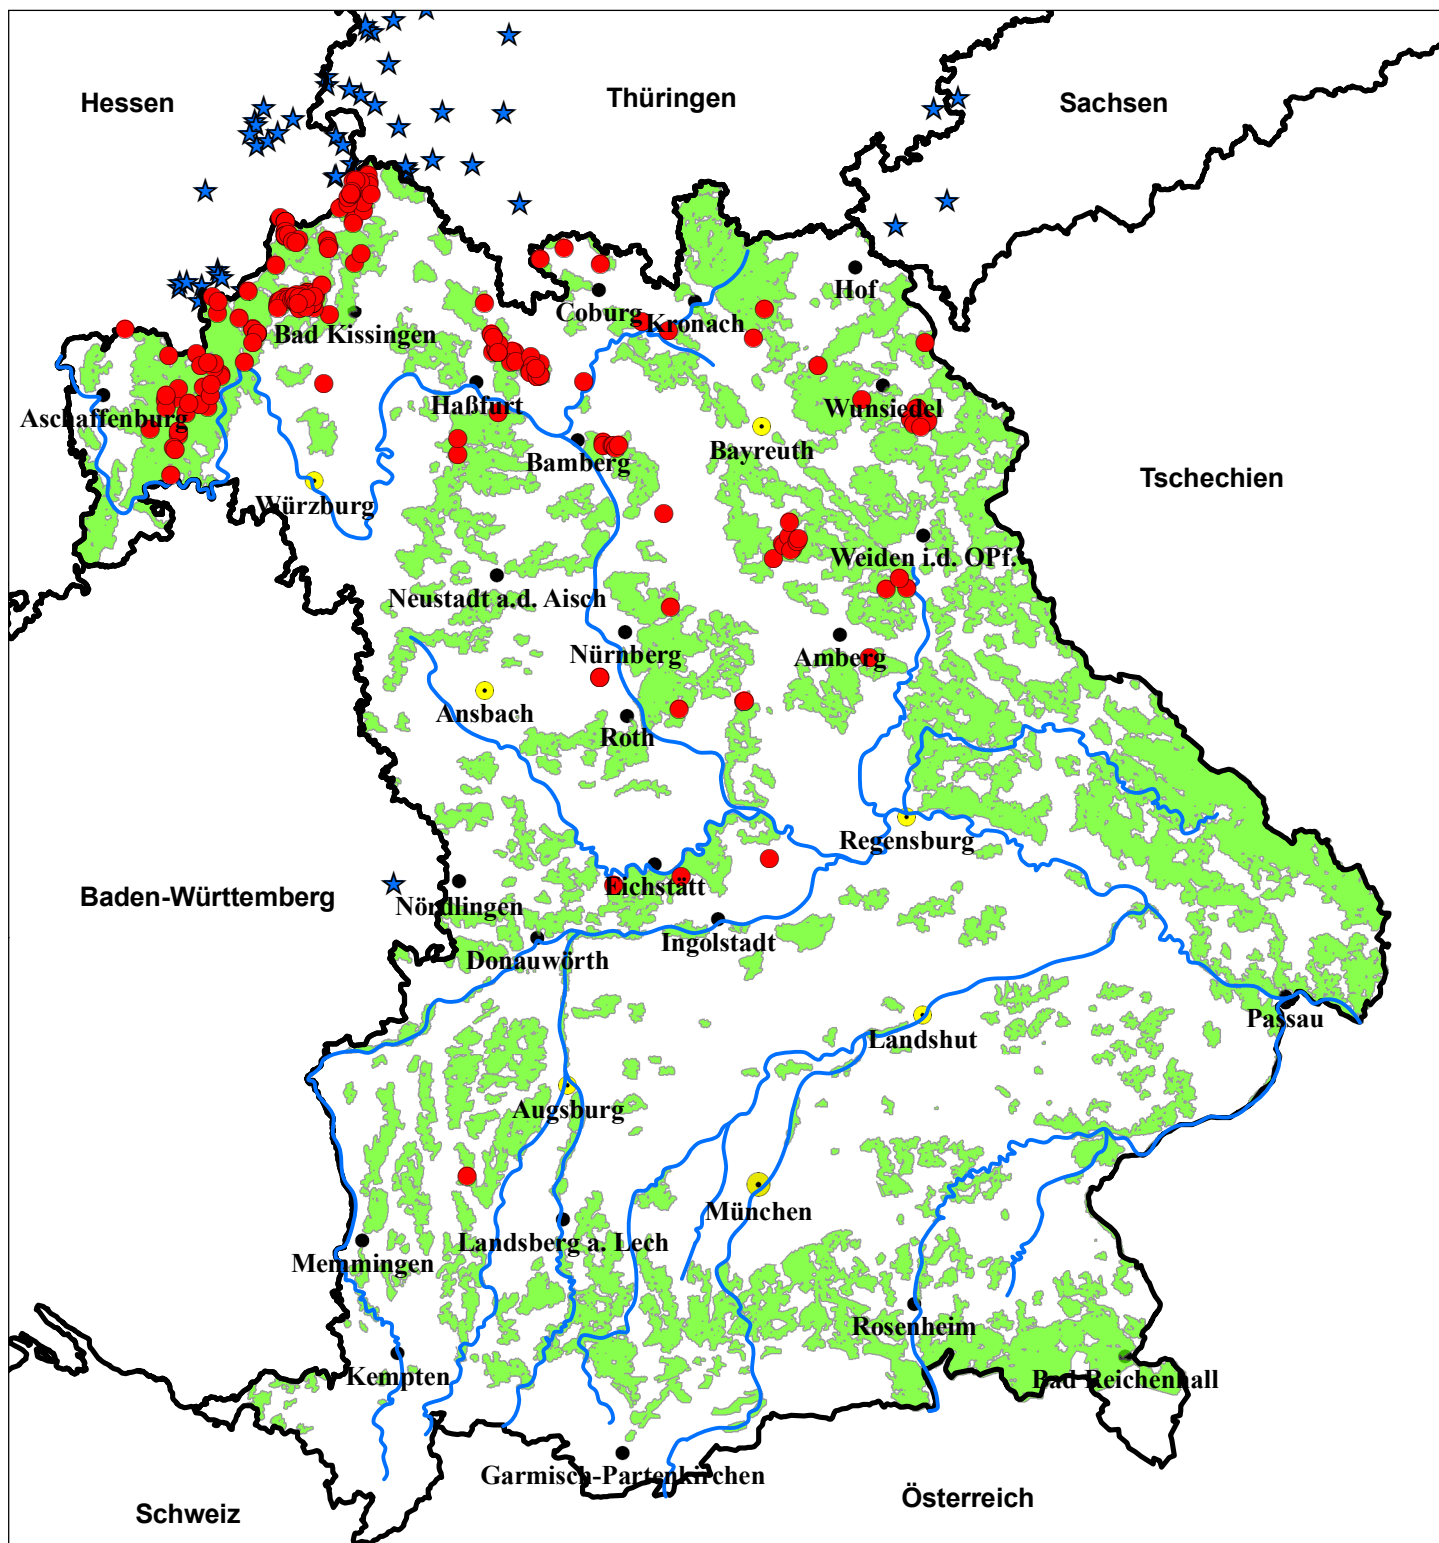 Hessen
Thüringen
Sachsen
Hof
Coburg
Kronach
Bad Kissingen
Haßfurt
Wunsiedel
Aschaffenburg
Bamberg
Bayreuth
Tschechien
Würzburg
Weiden i.d. OPf.
Neustadt a.d. Aisch
Nürnberg
Amberg
Ansbach
Roth
Regensburg
Baden-Württemberg
Eichstätt
Nördlingen
Ingolstadt
Donauwörth
Passau
Landshut
Augsburg
München
Landsberg a. Lech
Memmingen
Rosenheim
Kempten
Bad Reichenhall
Garmisch-Partenkirchen
Österreich
Schweiz